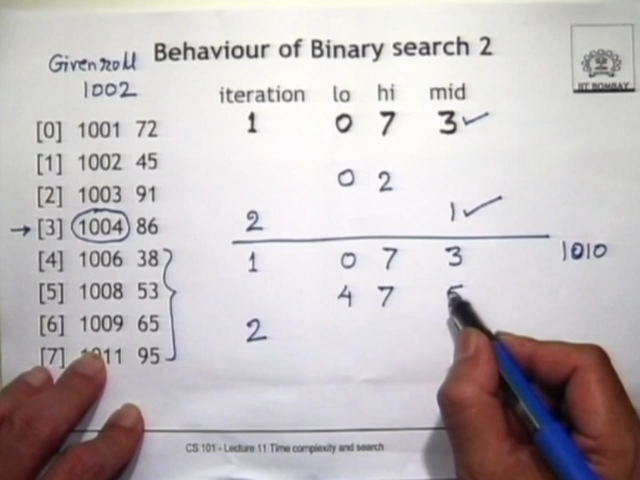 Behaviour of Binary search 2
Given roll
1002
IIT BOMBAY
iteration lo hi mid
1 0 7 3
[0] 1001 72
[1] 1002 45
[2] 1003 91
[3] 1004 86
[4] 1006 38
[5] 1008 53
[6] 1009 65
[7] 1011 95
0 2
2 1
1 0 7 3
1010
4 7 5
2
CS 101 - Lecture 11 Time complexity and search